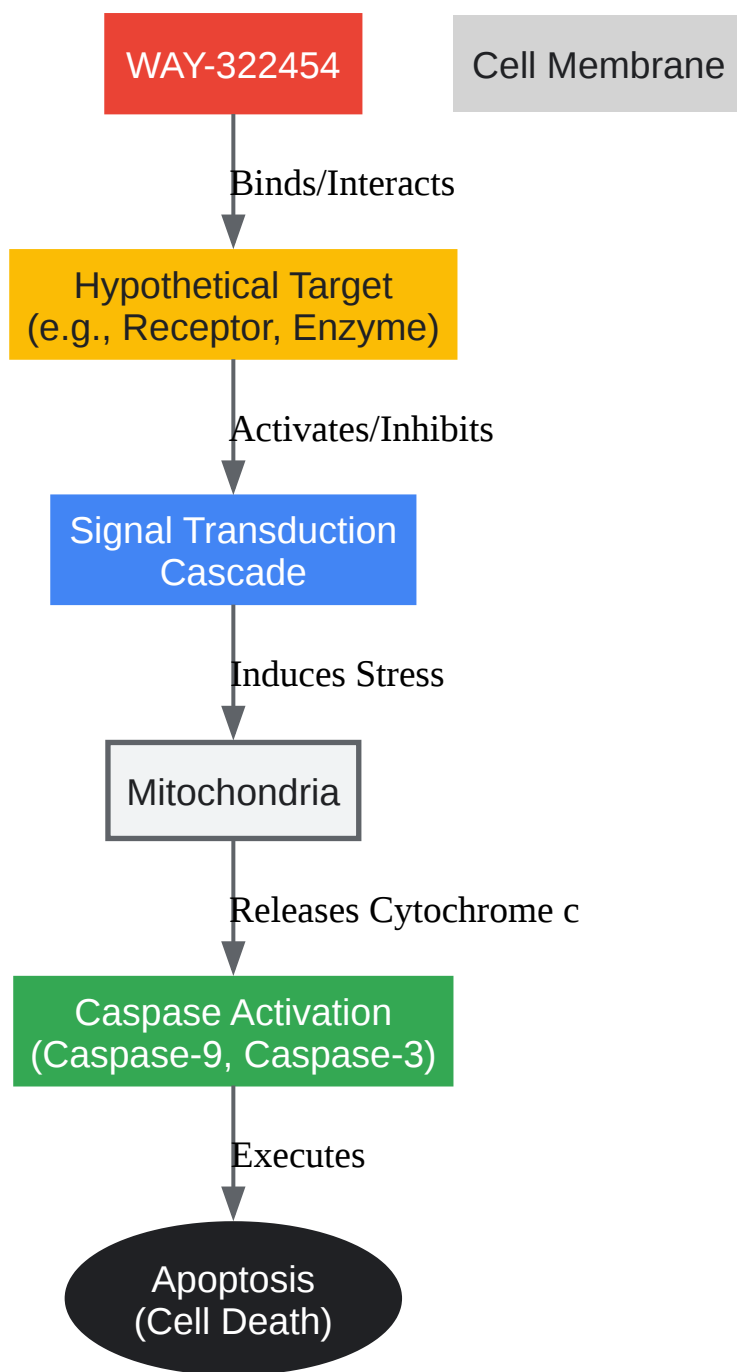 WAY-322454
Cell Membrane
Binds/Interacts
Hypothetical Target
(e.g., Receptor, Enzyme)
Activates/Inhibits
Signal Transduction
Cascade
Induces Stress
Mitochondria
Releases Cytochrome c
Caspase Activation
(Caspase-9, Caspase-3)
Executes
Apoptosis
(Cell Death)